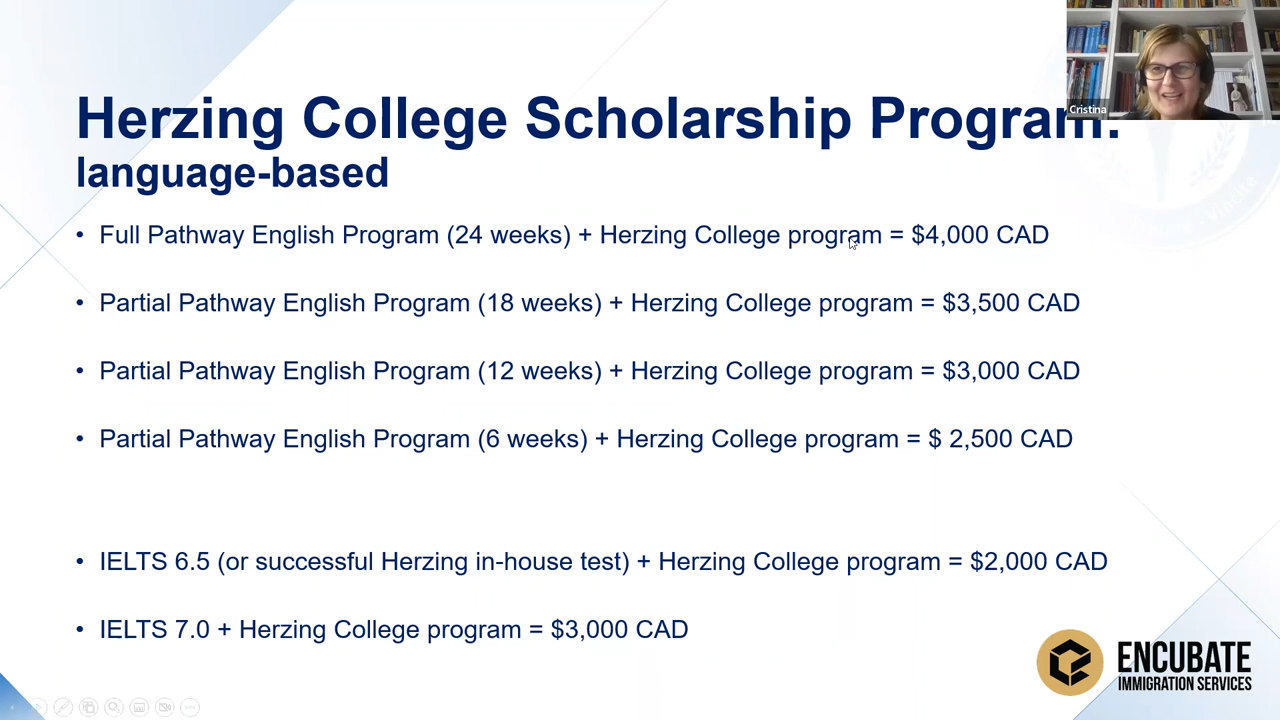 Herzing College Scholarship Program:
language-based
• Full Pathway English Program (24 weeks) + Herzing College program = $4,000 CAD
• Partial Pathway English Program (18 weeks) + Herzing College program = $3,500 CAD
• Partial Pathway English Program (12 weeks) + Herzing College program = $3,000 CAD
• Partial Pathway English Program (6 weeks) + Herzing College program = $ 2,500 CAD
• IELTS 6.5 (or successful Herzing in-house test) + Herzing College program = $2,000 CAD
• IELTS 7.0 + Herzing College program = $3,000 CAD
Cristina
ENCUBATE
IMMIGRATION SERVICES